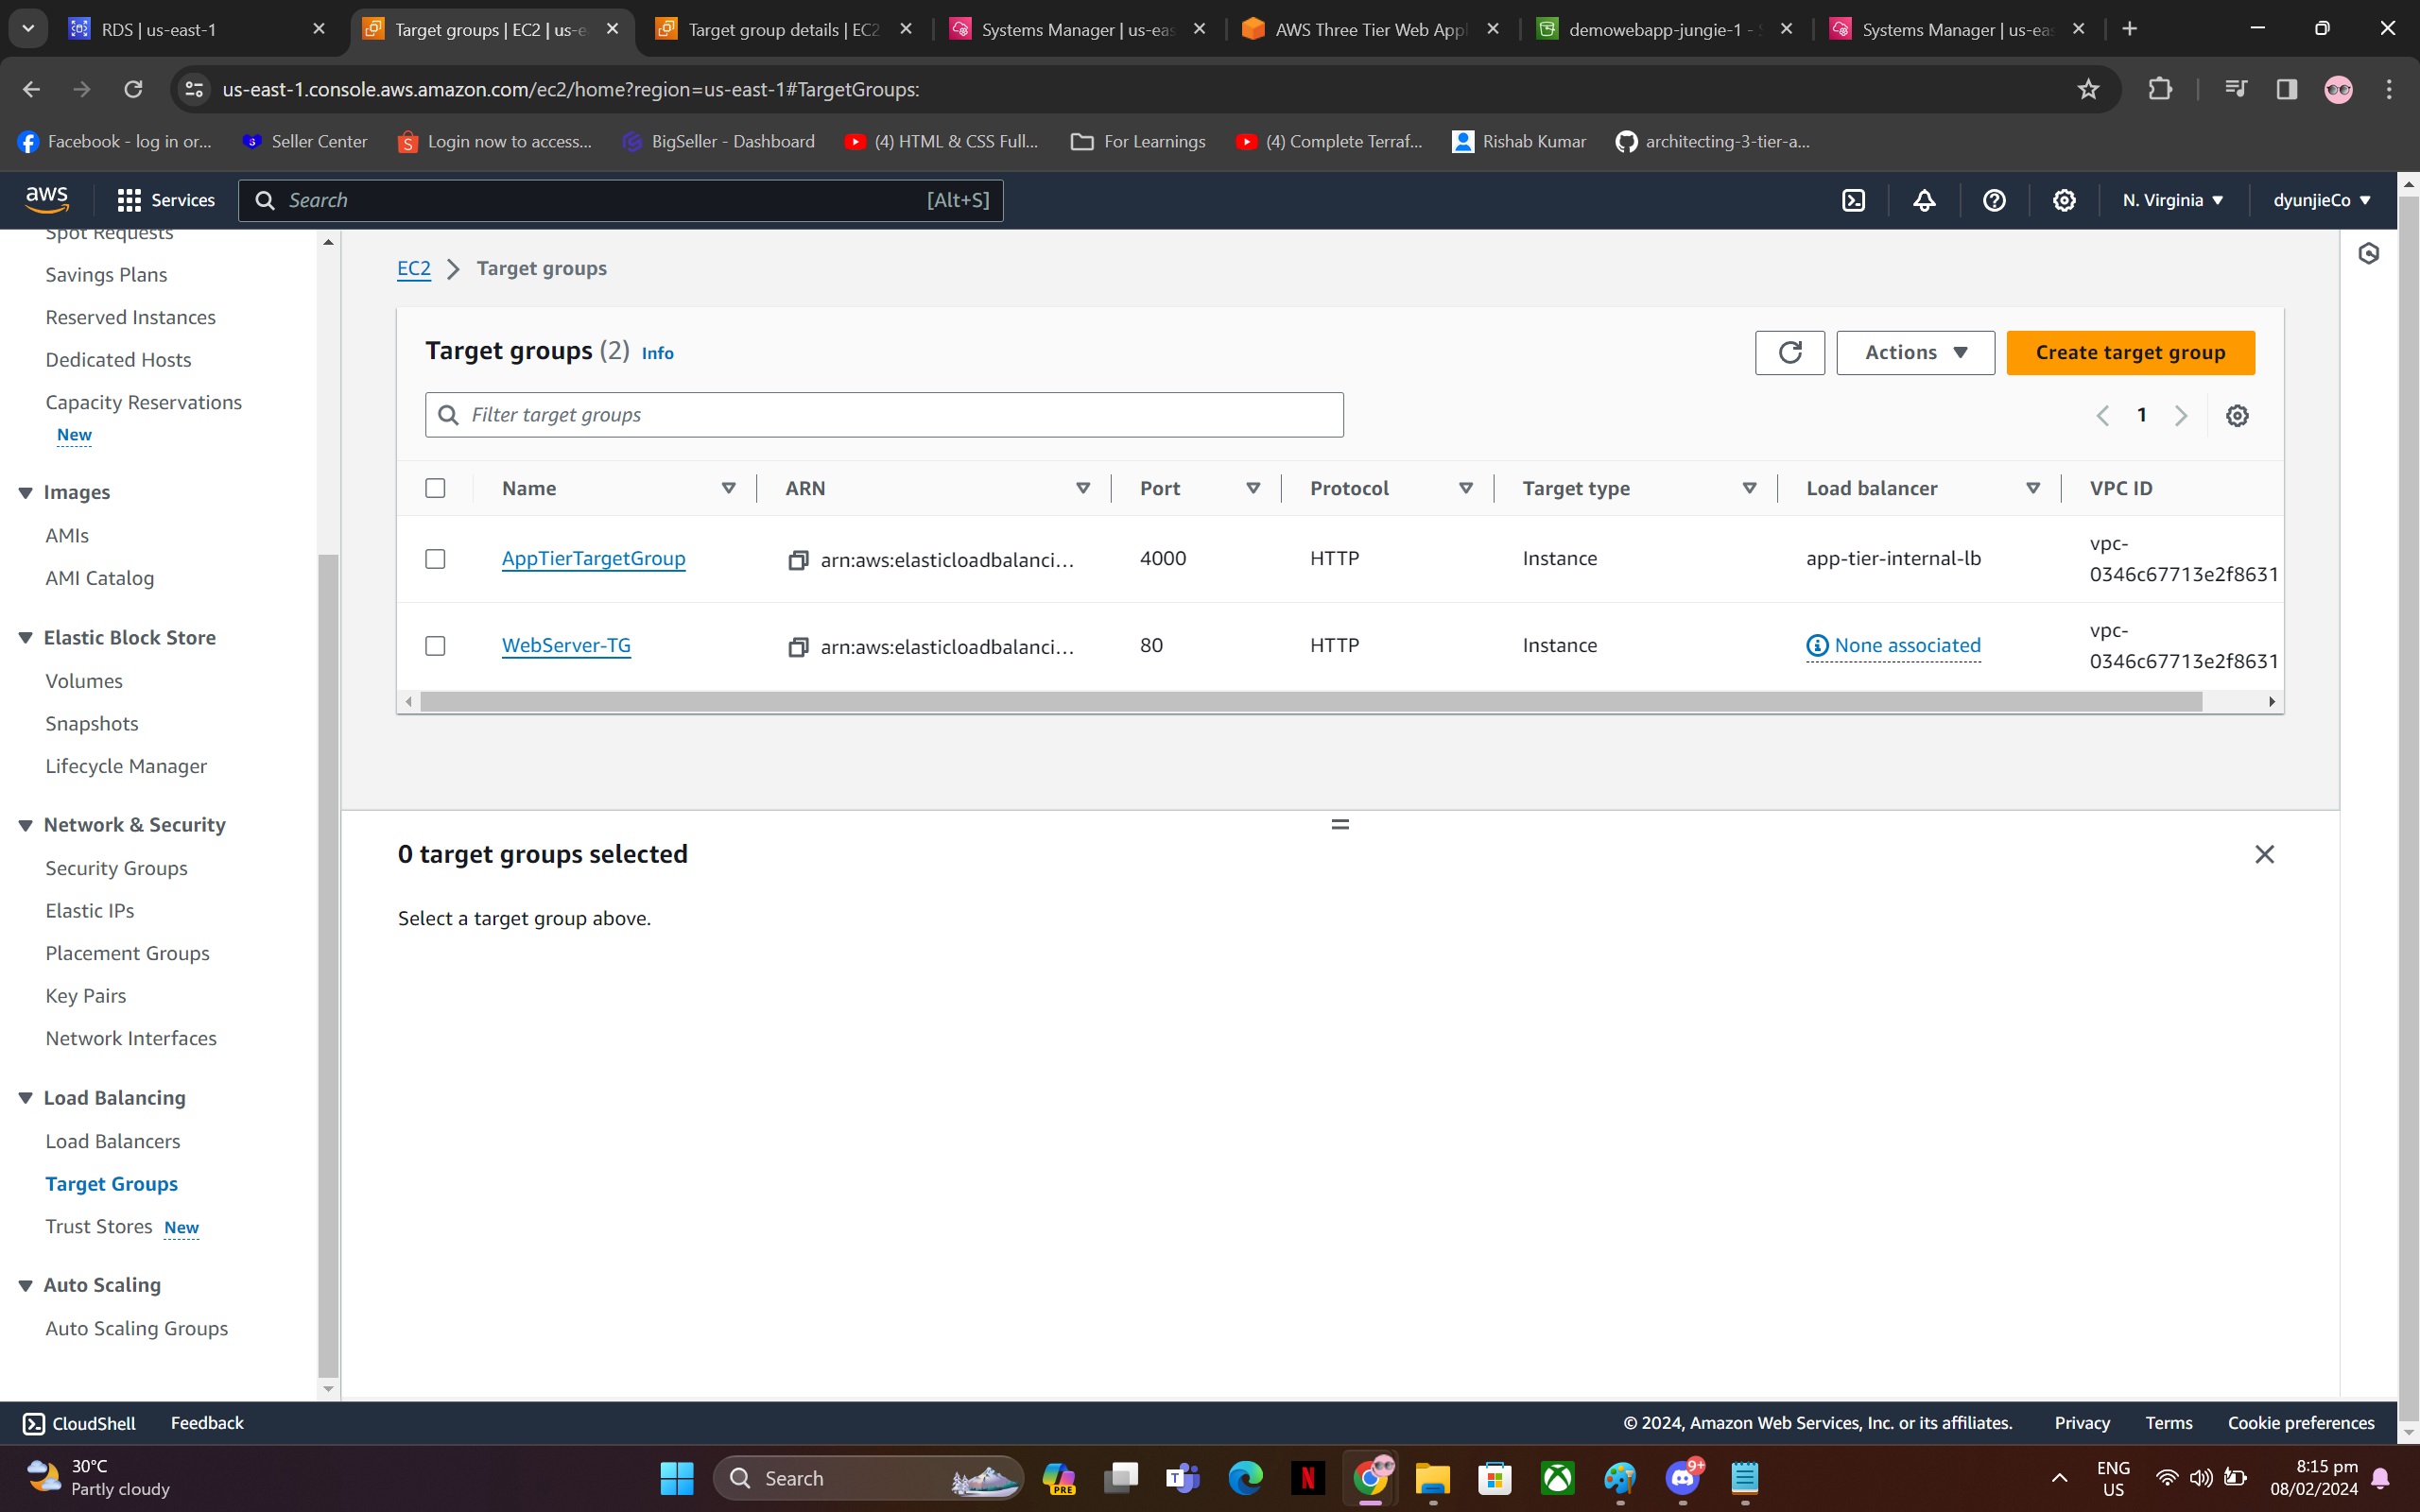 RDS | us-east-1
Target groups | EC2 | us-e
Target group details | EC2
Systems Manager | us-eas
AWS Three Tier Web Appl
demowebapp-jungie-1 - S
Systems Manager | us-eas
us-east-1.console.aws.amazon.com/ec2/home?region=us-east-1#TargetGroups:
Facebook - log in or...
Seller Center
Login now to access...
BigSeller - Dashboard
(4) HTML & CSS Full...
For Learnings
(4) Complete Terraf...
Rishab Kumar
architecting-3-tier-a...
aws
Services
Search
[Alt+S]
N. Virginia
dyunjieCo
Spot Requests
Savings Plans
Reserved Instances
Dedicated Hosts
Capacity Reservations
New
Images
AMIs
AMI Catalog
Elastic Block Store
Volumes
Snapshots
Lifecycle Manager
Network & Security
Security Groups
Elastic IPs
Placement Groups
Key Pairs
Network Interfaces
Load Balancing
Load Balancers
Target Groups
Trust Stores New
Auto Scaling
Auto Scaling Groups
EC2 > Target groups
Target groups (2) Info
Actions
Create target group
Filter target groups
1
Name ARN Port Protocol Target type Load balancer VPC ID
AppTierTargetGroup arn:aws:elasticloadbalanci... 4000 HTTP Instance app-tier-internal-lb vpc-
0346c67713e2f8631
WebServer-TG arn:aws:elasticloadbalanci... 80 HTTP Instance None associated vpc-
0346c67713e2f8631
0 target groups selected
Select a target group above.
CloudShell
Feedback
© 2024, Amazon Web Services, Inc. or its affiliates.
Privacy
Terms
Cookie preferences
30°C
Partly cloudy
Search
PRE
9+
ENG
US
8:15 pm
08/02/2024